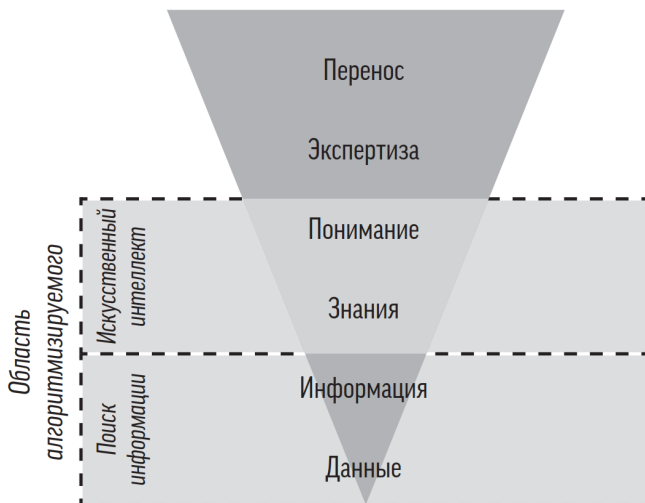 Перенос
Экспертиза
Понимание
Знания
Информация
Данные
Область
алгоритмизируемого
Искусственный
интеллект
Поиск
информации